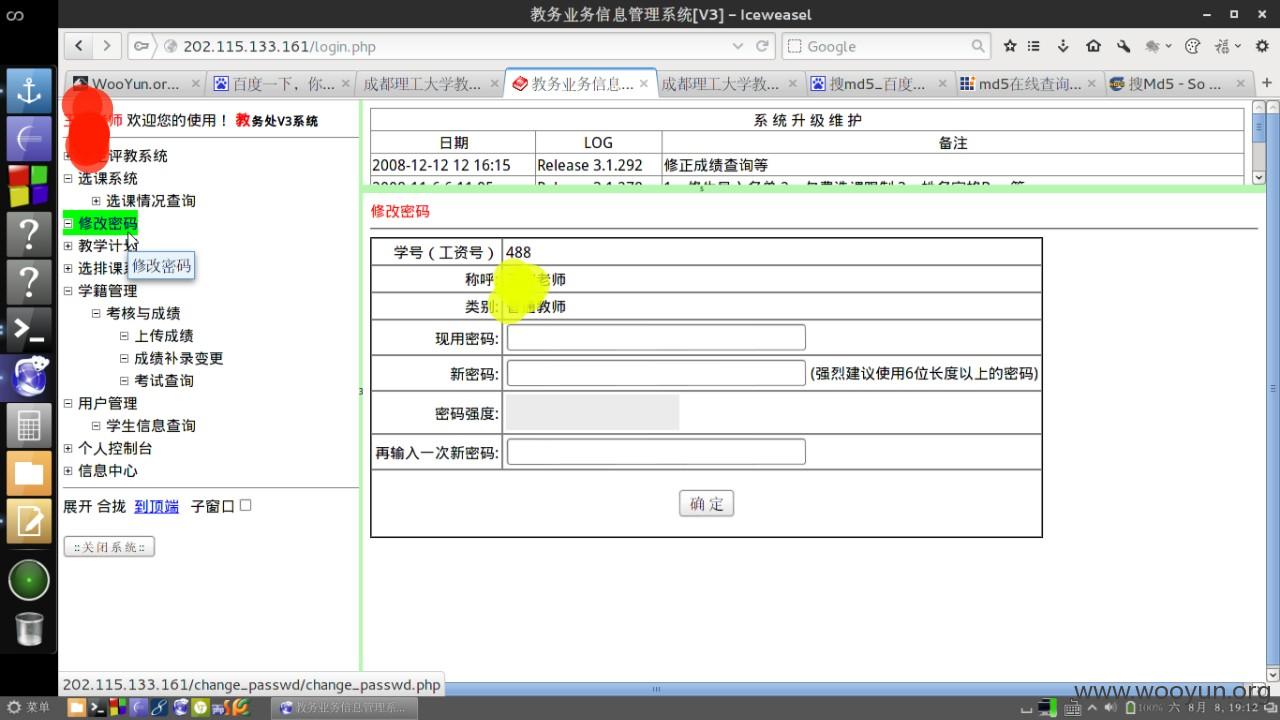 教务业务信息管理系统[V3] - Iceweasel
202.115.133.161/login.php
Google
WooYun.or...
百度一下，你...
成都理工大学教...
教务业务信息...
成都理工大学教...
搜md5_百度...
md5在线查询...
搜Md5 - So ...
师 欢迎您的使用！ 教务处V3系统
评教系统
选课系统
选课情况查询
修改密码
教学计划
修改密码
选排课
学籍管理
考核与成绩
上传成绩
成绩补录变更
考试查询
用户管理
学生信息查询
个人控制台
信息中心
展开 合拢 到顶端 子窗口
::关闭系统::
系统升级维护
日期 LOG 备注
2008-12-12 12 16:15 Release 3.1.292 修正成绩查询等
修改密码
学号（工资号） 488
称呼: 老师
类别: 教师
现用密码:
新密码: (强烈建议使用6位长度以上的密码)
密码强度:
再输入一次新密码:
确 定
202.115.133.161/change_passwd/change_passwd.php
www.wooyun.org
菜单
教务业务信息管理系统...
100% 六 8月 8, 19:12